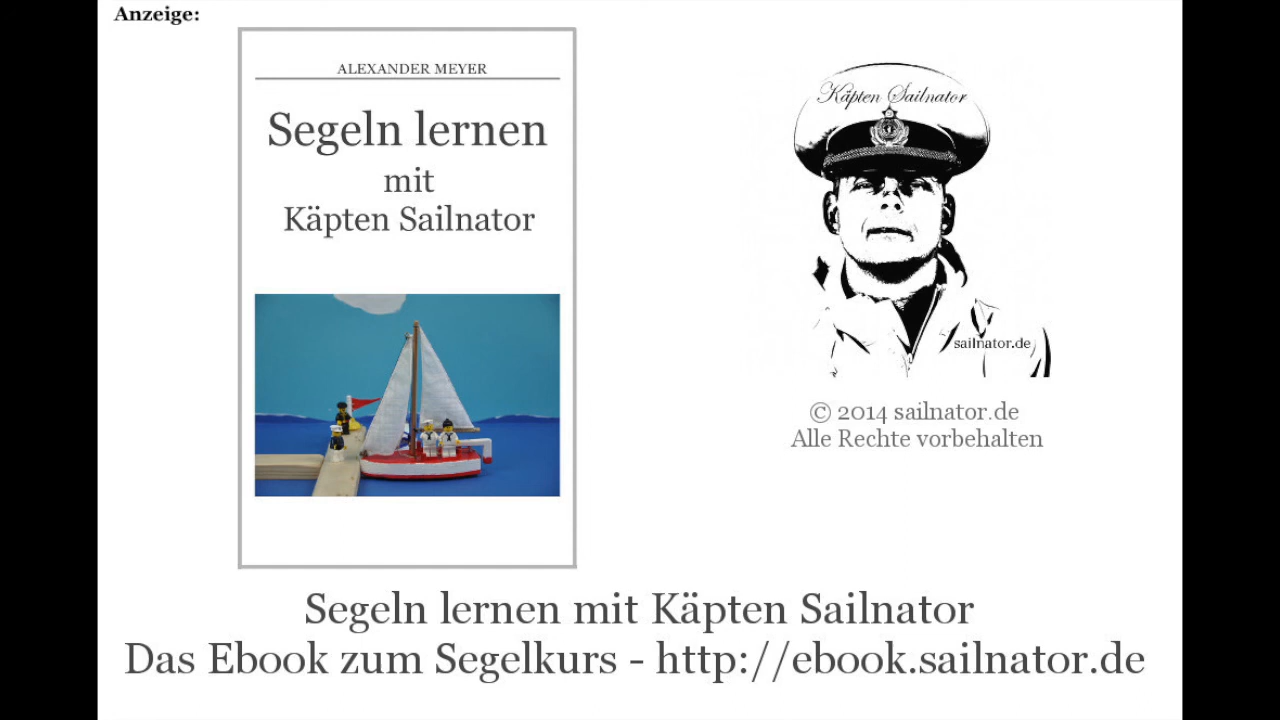 Anzeige:
ALEXANDER MEYER
Segeln lernen
mit
Käpten Sailnator
Käpten Sailnator
sailnator.de
© 2014 sailnator.de
Alle Rechte vorbehalten
Segeln lernen mit Käpten Sailnator
Das Ebook zum Segelkurs - http://ebook.sailnator.de